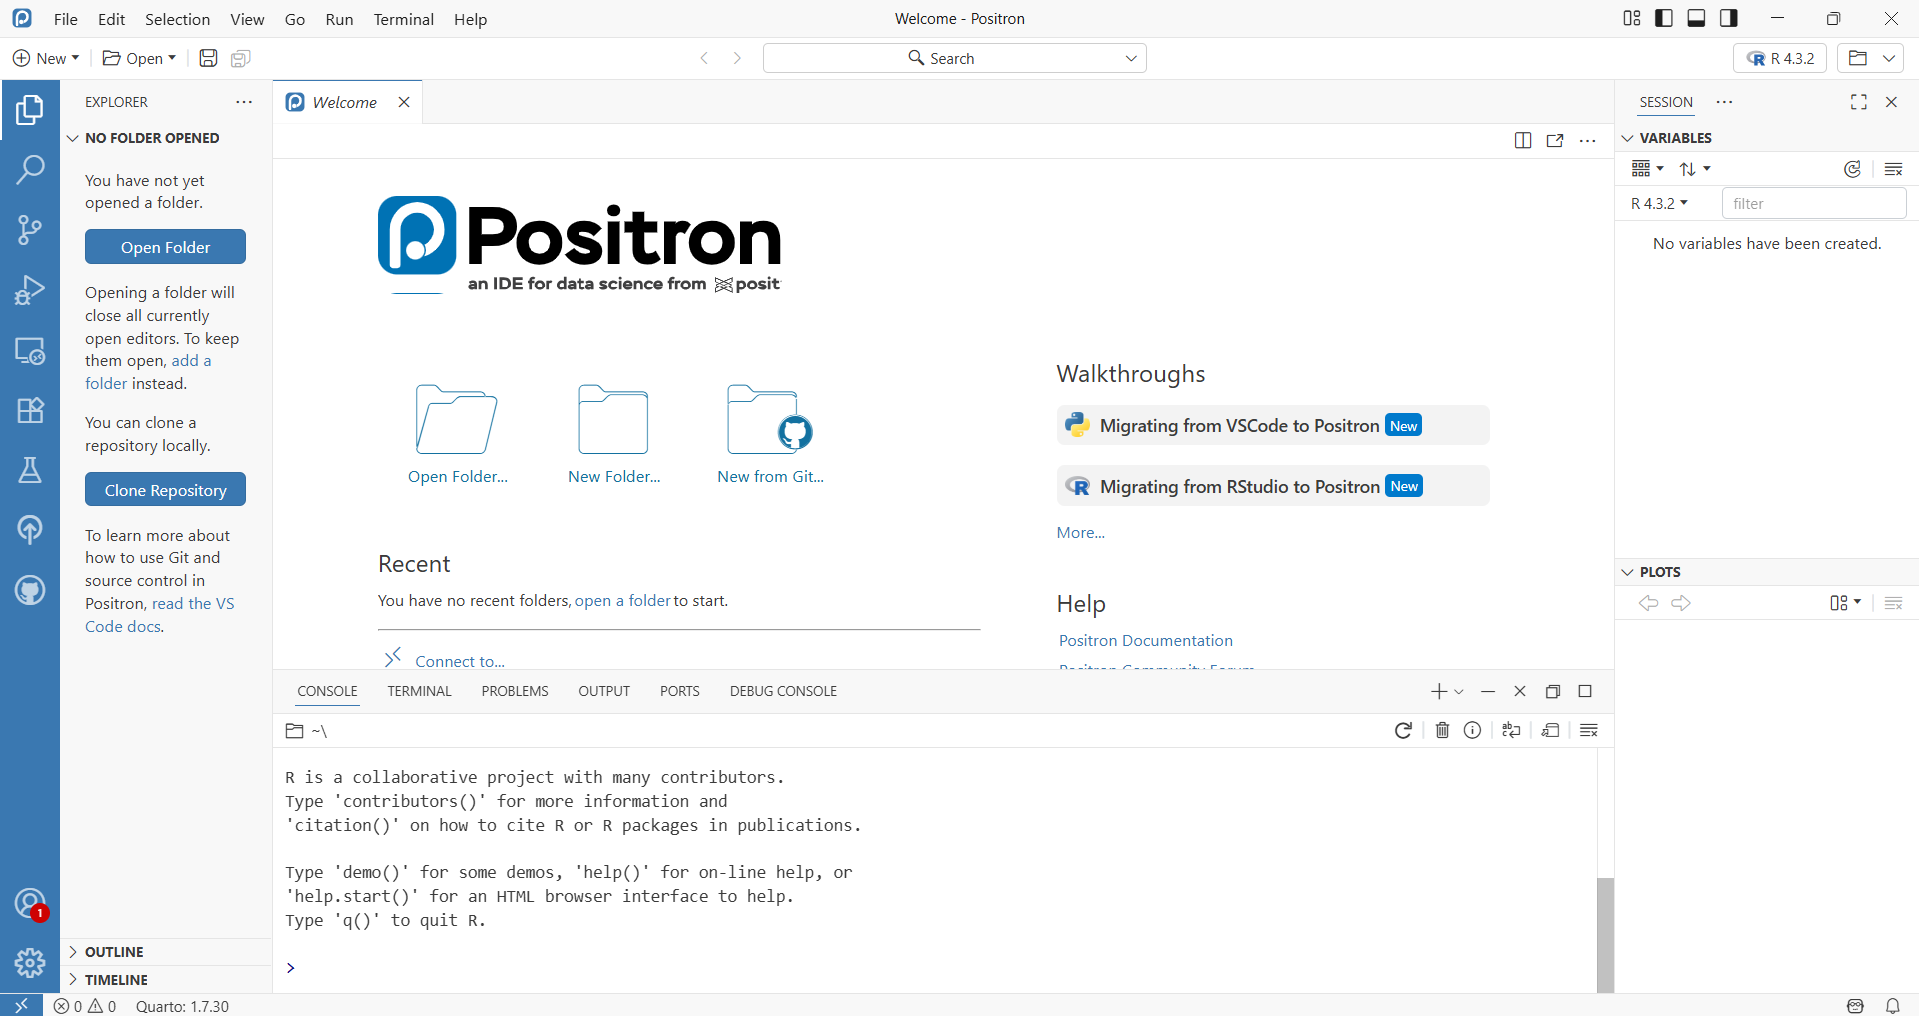 File Edit Selection View Go Run Terminal Help
Welcome - Positron
New Open
Search
R 4.3.2
EXPLORER
NO FOLDER OPENED
You have not yet
opened a folder.
Open Folder
Opening a folder will
close all currently
open editors. To keep
them open, add a
folder instead.
You can clone a
repository locally.
Clone Repository
To learn more about
how to use Git and
source control in
Positron, read the VS
Code docs.
OUTLINE
TIMELINE
1
Welcome
Positron
an IDE for data science from posit
Open Folder...
New Folder...
New from Git...
Recent
You have no recent folders, open a folder to start.
Connect to...
Walkthroughs
Migrating from VSCode to Positron New
Migrating from RStudio to Positron New
More...
Help
Positron Documentation
Positron Community Forum
CONSOLE TERMINAL PROBLEMS OUTPUT PORTS DEBUG CONSOLE
~\
R is a collaborative project with many contributors.
Type 'contributors()' for more information and
'citation()' on how to cite R or R packages in publications.
Type 'demo()' for some demos, 'help()' for on-line help, or
'help.start()' for an HTML browser interface to help.
Type 'q()' to quit R.
>
SESSION
VARIABLES
R 4.3.2
filter
No variables have been created.
PLOTS
0 0 Quarto: 1.7.30